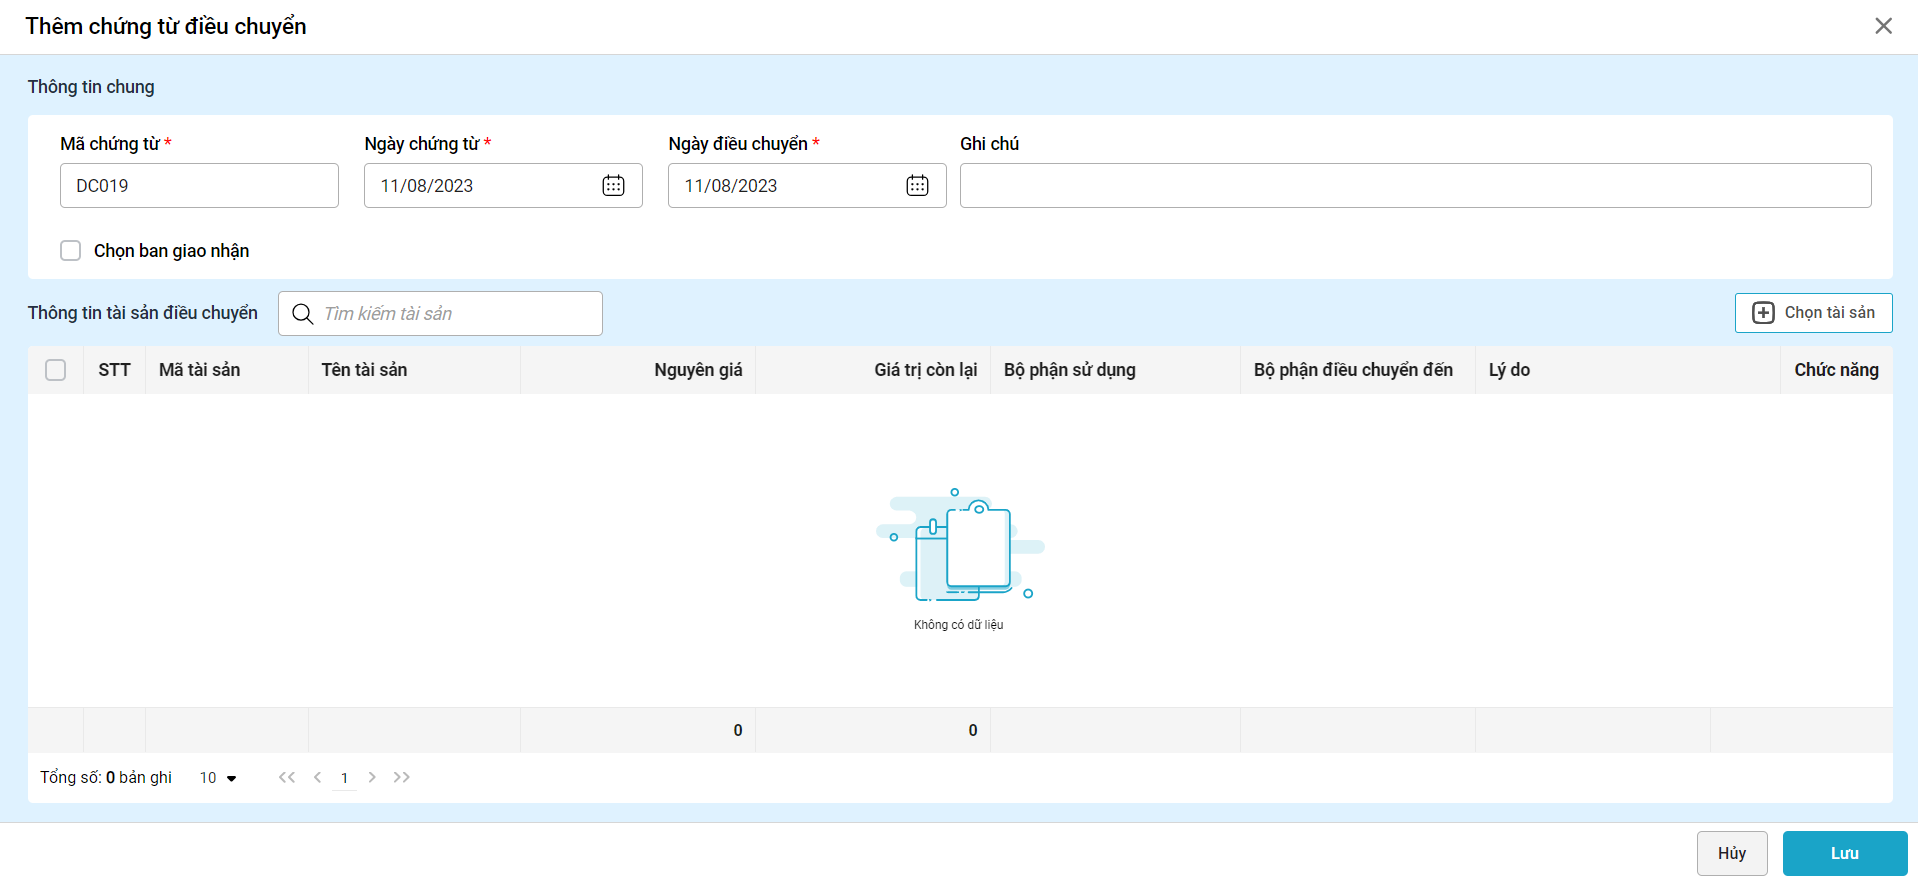 Thêm chứng từ điều chuyển
Thông tin chung
Mã chứng từ * Ngày chứng từ * Ngày điều chuyển * Ghi chú
DC019 11/08/2023 11/08/2023
Chọn ban giao nhận
Thông tin tài sản điều chuyển Tìm kiếm tài sản Chọn tài sản
STT Mã tài sản Tên tài sản Nguyên giá Giá trị còn lại Bộ phận sử dụng Bộ phận điều chuyển đến Lý do Chức năng
Không có dữ liệu
0 0
Tổng số: 0 bản ghi 10 << < 1 > >>
Hủy Lưu